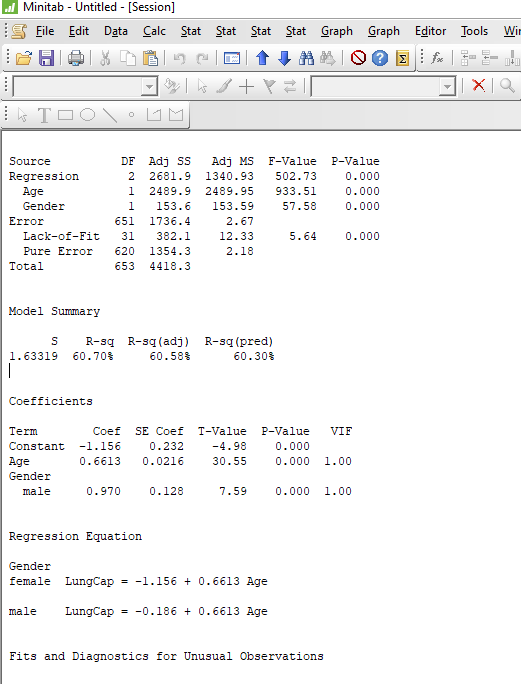 Minitab - Untitled - [Session]
File Edit Data Calc Stat Stat Stat Stat Graph Graph Editor Tools Wi
fx
T
Source DF Adj SS Adj MS F-Value P-Value
Regression 2 2681.9 1340.93 502.73 0.000
Age 1 2489.9 2489.95 933.51 0.000
Gender 1 153.6 153.59 57.58 0.000
Error 651 1736.4 2.67
Lack-of-Fit 31 382.1 12.33 5.64 0.000
Pure Error 620 1354.3 2.18
Total 653 4418.3
Model Summary
S R-sq R-sq(adj) R-sq(pred)
1.63319 60.70% 60.58% 60.30%
Coefficients
Term Coef SE Coef T-Value P-Value VIF
Constant -1.156 0.232 -4.98 0.000
Age 0.6613 0.0216 30.55 0.000 1.00
Gender
male 0.970 0.128 7.59 0.000 1.00
Regression Equation
Gender
female LungCap = -1.156 + 0.6613 Age
male LungCap = -0.186 + 0.6613 Age
Fits and Diagnostics for Unusual Observations